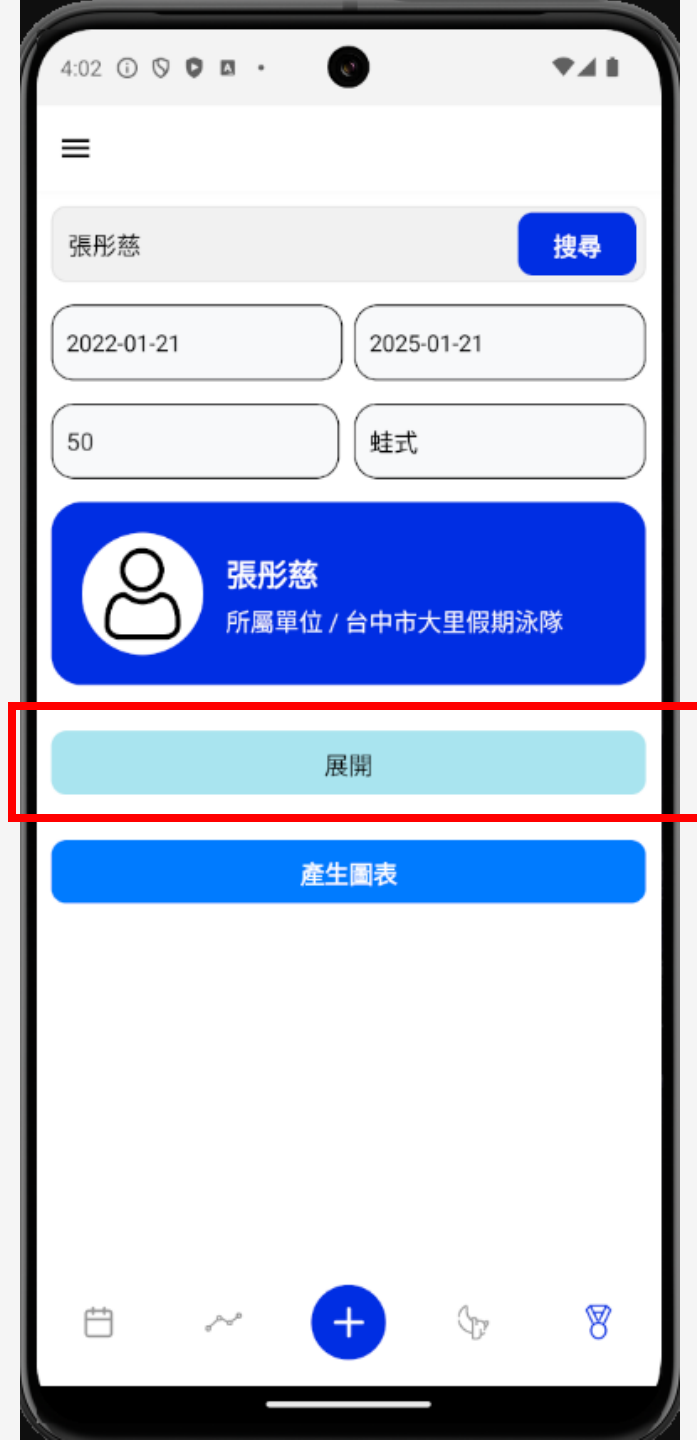 4:02
張彤慈 搜尋
2022-01-21 2025-01-21
50 蛙式
張彤慈
所屬單位 / 台中市大里假期泳隊
展開
產生圖表